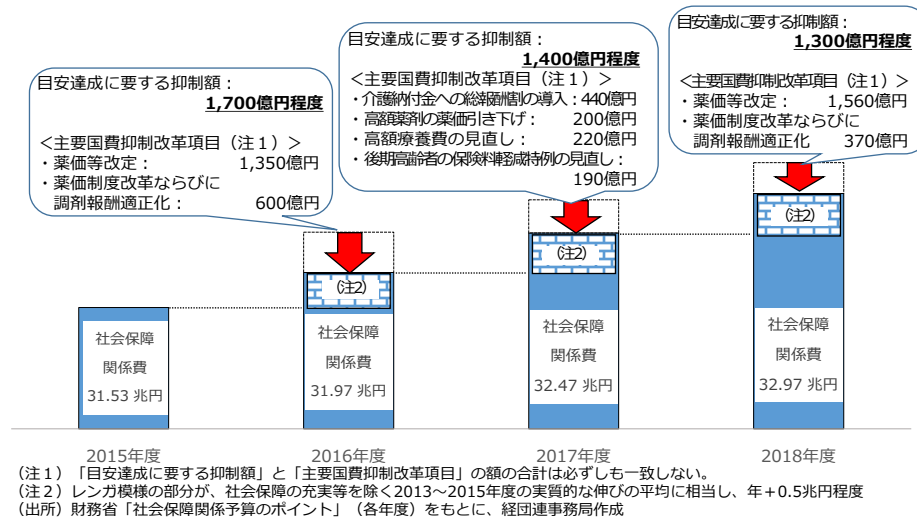 目安達成に要する抑制額：
1,700億円程度
＜主要国費抑制改革項目（注１）＞
・薬価等改定： 1,350億円
・薬価制度改革ならびに
調剤報酬適正化： 600億円
目安達成に要する抑制額：
1,400億円程度
＜主要国費抑制改革項目（注１）＞
・介護納付金への総報酬割の導入：440億円
・高額薬剤の薬価引き下げ： 200億円
・高額療養費の見直し： 220億円
・後期高齢者の保険料軽減特例の見直し：
190億円
目安達成に要する抑制額：
1,300億円程度
＜主要国費抑制改革項目（注１）＞
・薬価等改定： 1,560億円
・薬価制度改革ならびに
調剤報酬適正化 370億円
（注2）
（注2）
（注2）
社会保障
関係費
31.53 兆円
社会保障
関係費
31.97 兆円
社会保障
関係費
32.47 兆円
社会保障
関係費
32.97 兆円
2015年度 2016年度 2017年度 2018年度
（注１）「目安達成に要する抑制額」と「主要国費抑制改革項目」の額の合計は必ずしも一致しない。
（注２）レンガ模様の部分が、社会保障の充実等を除く2013～2015年度の実質的な伸びの平均に相当し、年＋0.5兆円程度
（出所）財務省「社会保障関係予算のポイント」（各年度）をもとに、経団連事務局作成